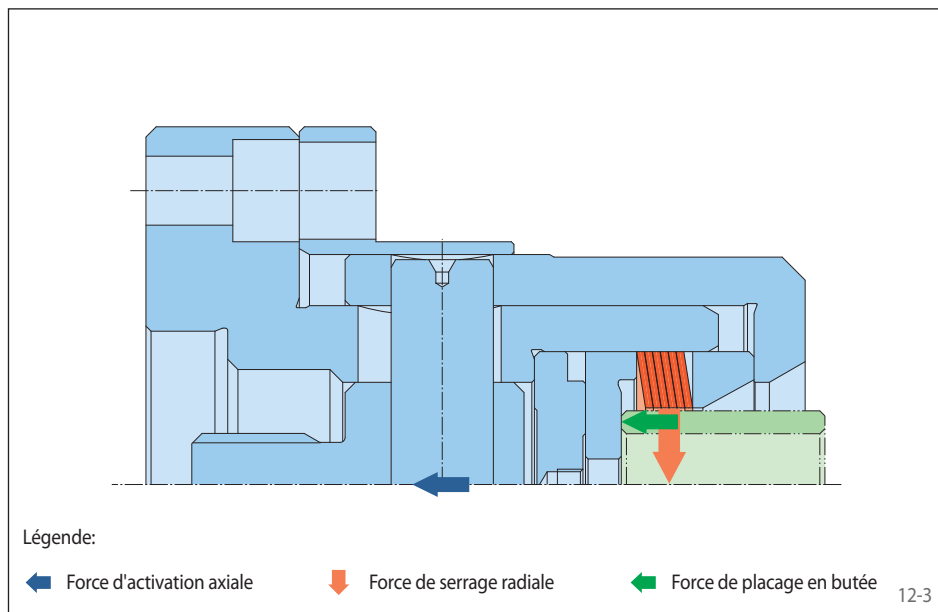 Légende:
Force d'activation axiale
Force de serrage radiale
Force de placage en butée
12-3